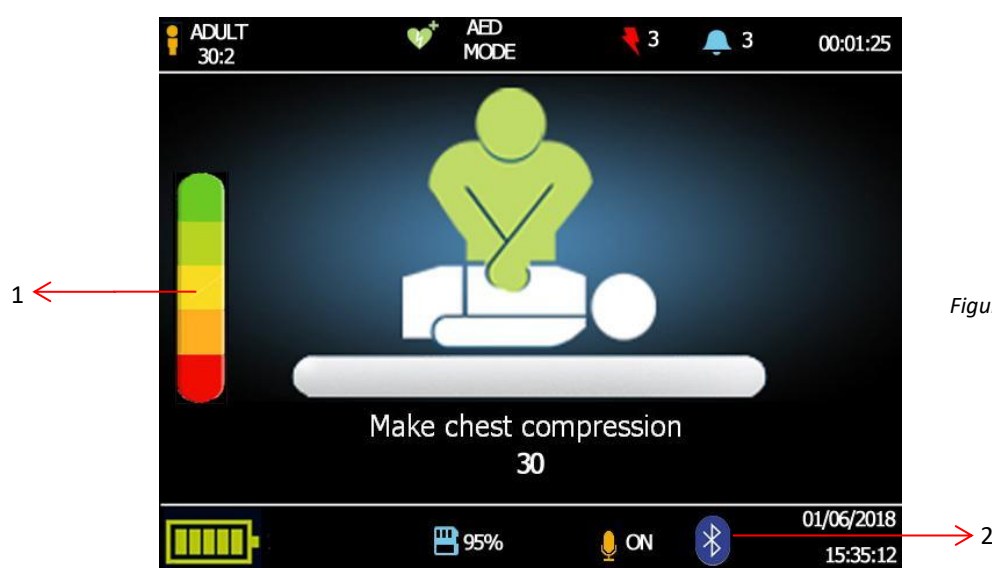 ADULT
30:2
AED
MODE
3
3
00:01:25
1
Figu
Make chest compression
30
95%
ON
01/06/2018
15:35:12
2